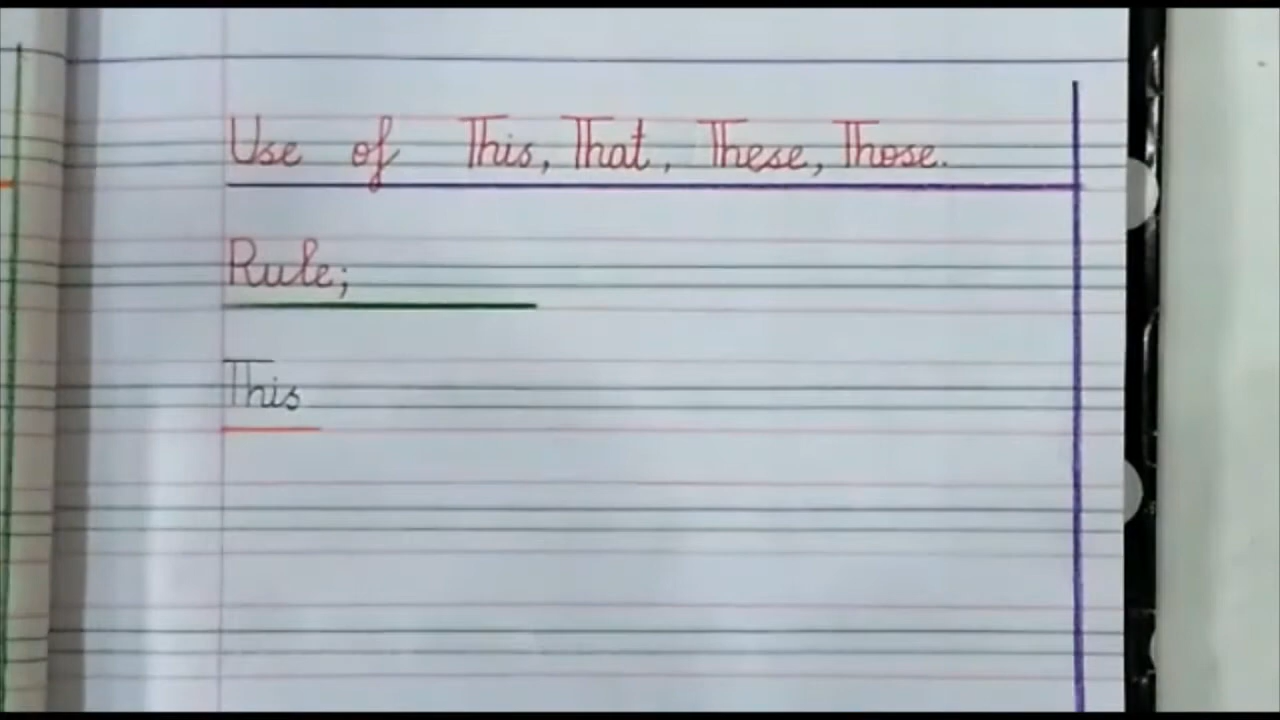 Use of This, That, These, Those.
Rule;
This